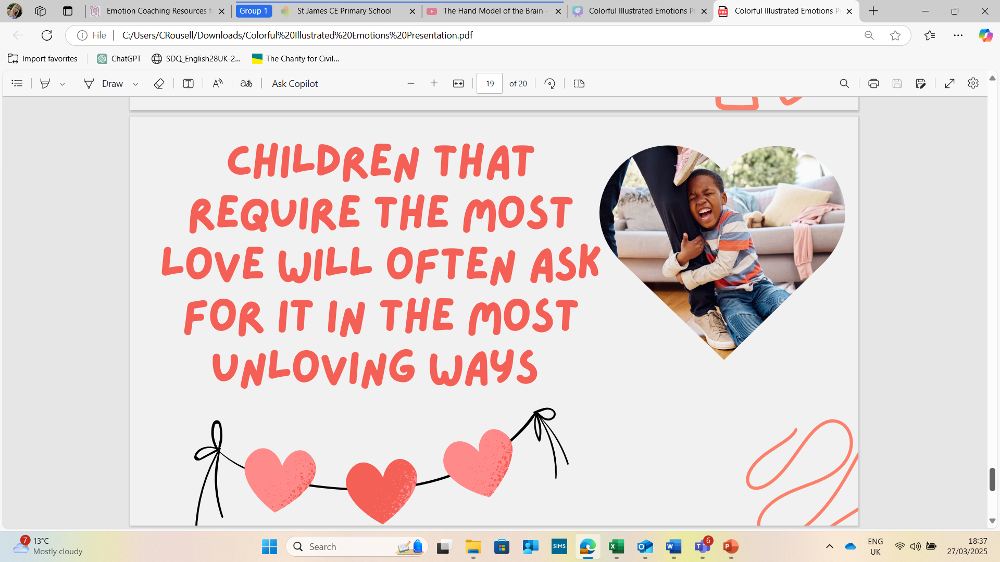 Emotion Coaching Resources f
Group 1
St James CE Primary School
The Hand Model of the Brain -
Colorful Illustrated Emotions P
Colorful Illustrated Emotions P
File
C:/Users/CRousell/Downloads/Colorful%20Illustrated%20Emotions%20Presentation.pdf
Import favorites
ChatGPT
SDQ_English28UK-2...
The Charity for Civil...
Draw
Ask Copilot
19
of 20
CHILDREN THAT
REQUIRE THE MOST
LOVE WILL OFTEN ASK
FOR IT IN THE MOST
UNLOVING WAYS
7
13°C
Mostly cloudy
Search
SIMS
6
ENG
UK
18:37
27/03/2025